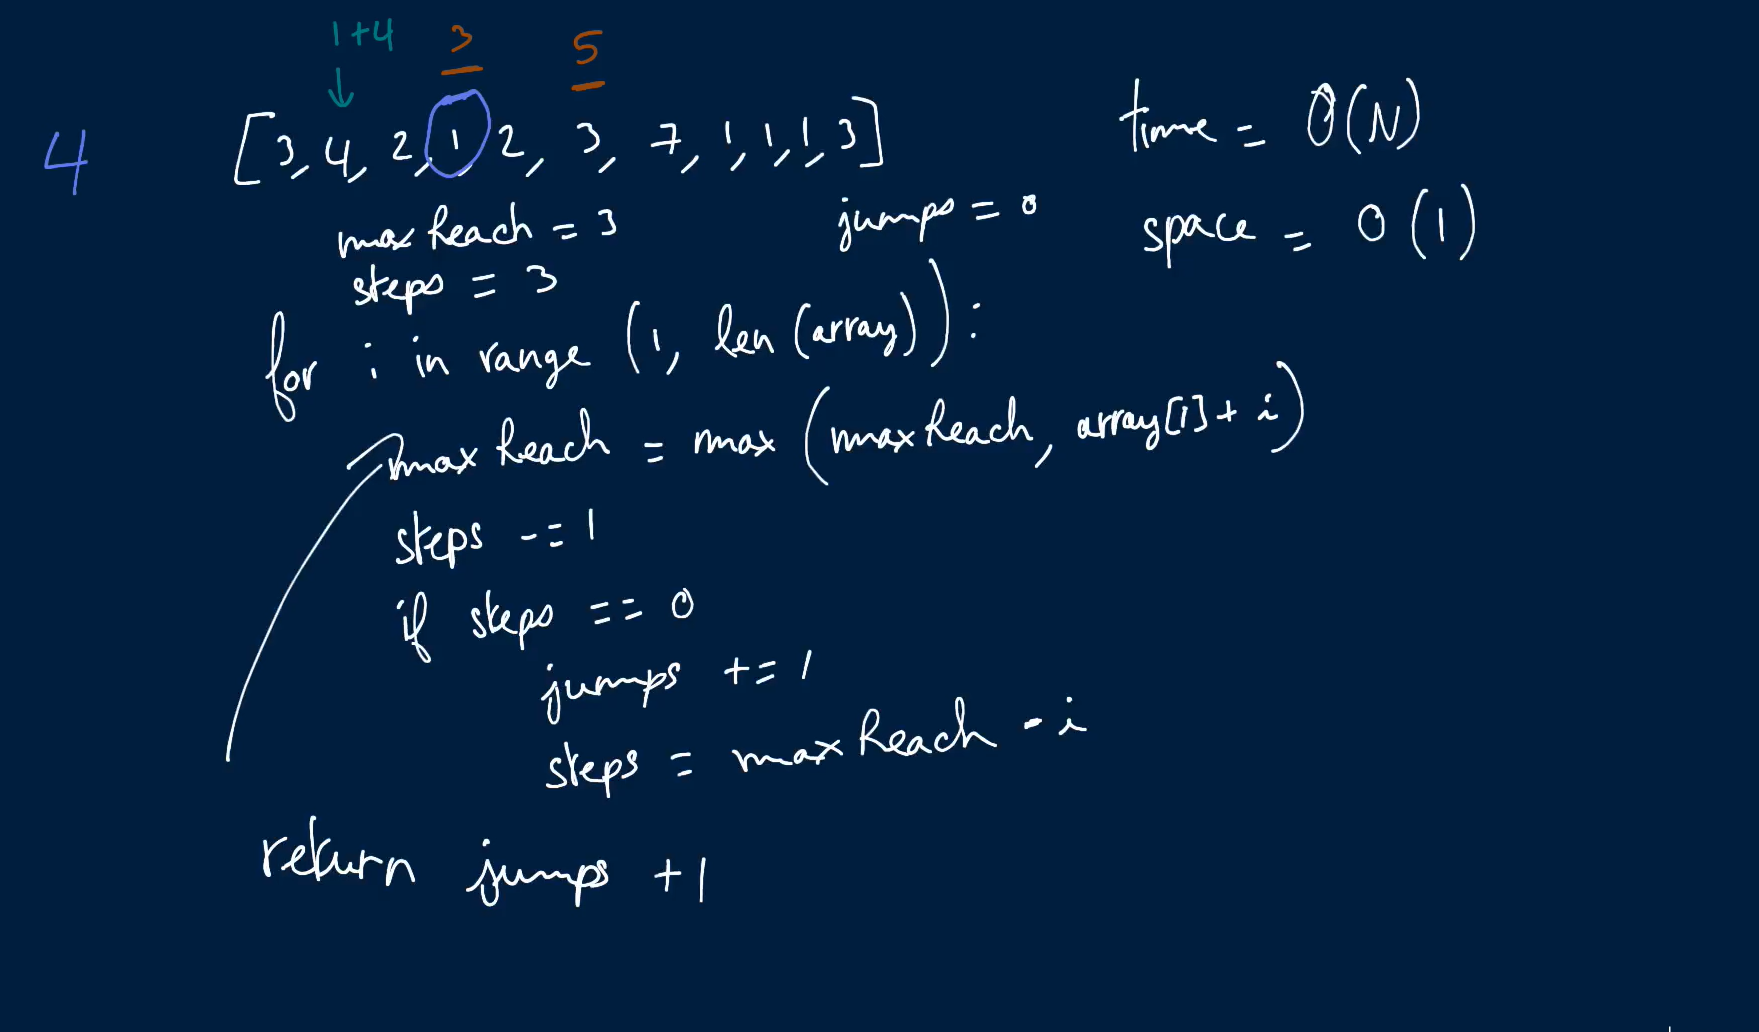 1+4 3 5
4 [3, 4, 2, 1, 2, 3, 7, 1, 1, 1, 3] time = O(N)
maxReach = 3 jumps = 0 space = O(1)
steps = 3
for i in range (1, len(array)):
maxReach = max(maxReach, array[i] + i)
steps -= 1
if steps == 0
jumps += 1
steps = maxReach - i
return jumps +1